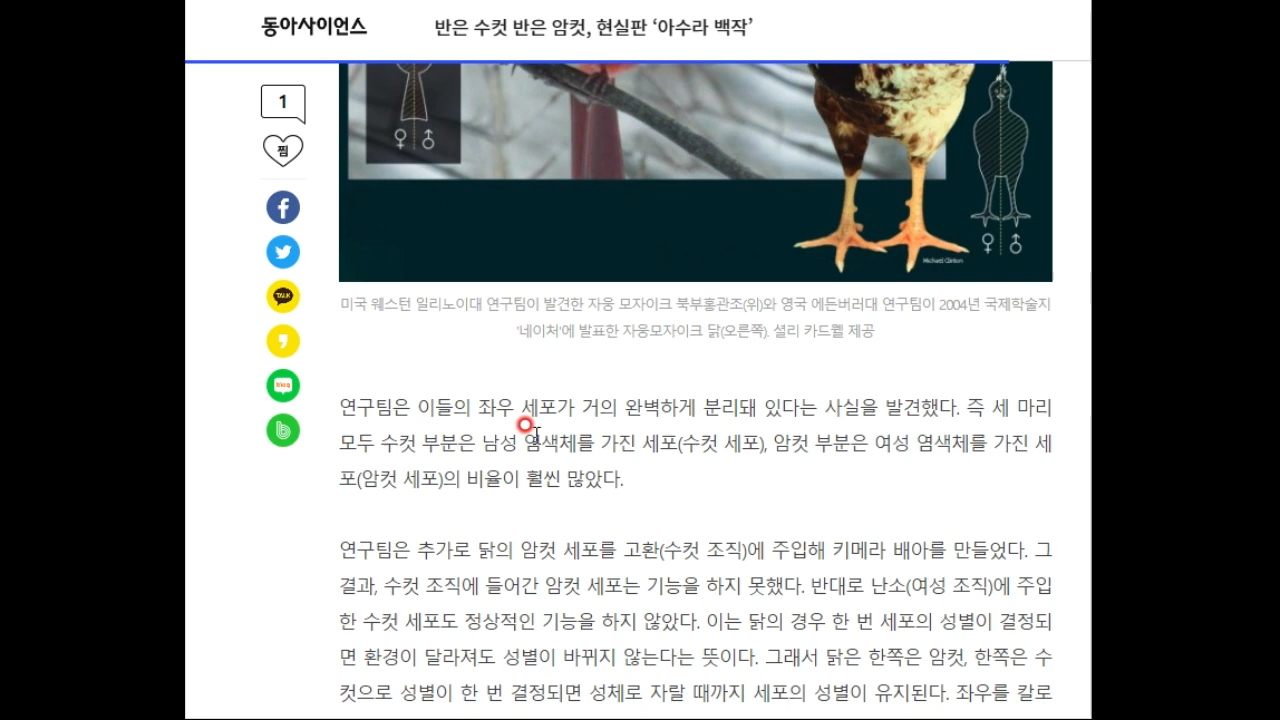 동아사이언스
반은 수컷 반은 암컷, 현실판 ‘아수라 백작’
1
찜
TALK
blog
♀ ♂
♀ ♂
Michael Clinton
미국 웨스턴 일리노이대 연구팀이 발견한 자웅 모자이크 북부홍관조(위)와 영국 에든버러대 연구팀이 2004년 국제학술지
'네이처'에 발표한 자웅모자이크 닭(오른쪽). 셜리 카드웰 제공
연구팀은 이들의 좌우 세포가 거의 완벽하게 분리돼 있다는 사실을 발견했다. 즉 세 마리
모두 수컷 부분은 남성 염색체를 가진 세포(수컷 세포), 암컷 부분은 여성 염색체를 가진 세
포(암컷 세포)의 비율이 훨씬 많았다.
연구팀은 추가로 닭의 암컷 세포를 고환(수컷 조직)에 주입해 키메라 배아를 만들었다. 그
결과, 수컷 조직에 들어간 암컷 세포는 기능을 하지 못했다. 반대로 난소(여성 조직)에 주입
한 수컷 세포도 정상적인 기능을 하지 않았다. 이는 닭의 경우 한 번 세포의 성별이 결정되
면 환경이 달라져도 성별이 바뀌지 않는다는 뜻이다. 그래서 닭은 한쪽은 암컷, 한쪽은 수
컷으로 성별이 한 번 결정되면 성체로 자랄 때까지 세포의 성별이 유지된다. 좌우를 칼로